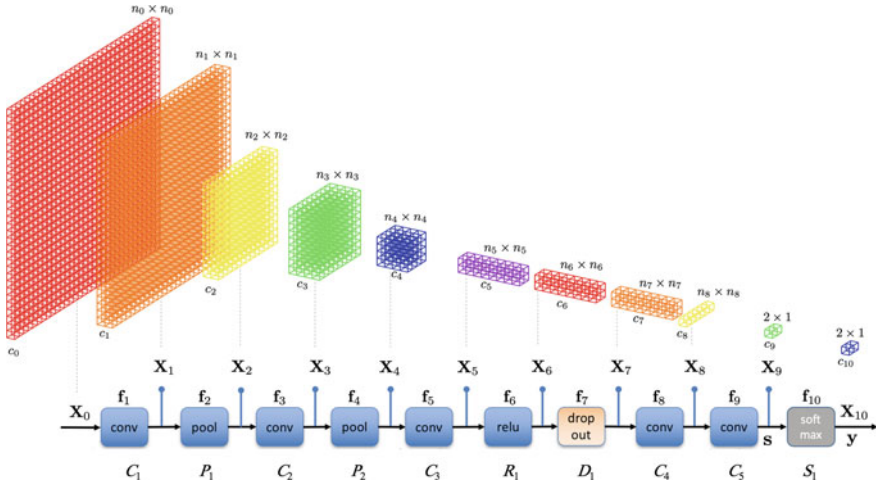 n₀ × n₀
n₁ × n₁
n₂ × n₂
n₃ × n₃
n₄ × n₄
n₅ × n₅
n₆ × n₆
n₇ × n₇
n₈ × n₈
2 × 1
2 × 1
c₀
c₁
c₂
c₃
c₄
c₅
c₆
c₇
c₈
c₉
c₁₀
X₀ X₁ X₂ X₃ X₄ X₅ X₆ X₇ X₈ X₉ X₁₀
f₁ f₂ f₃ f₄ f₅ f₆ f₇ f₈ f₉ f₁₀
conv pool conv pool conv relu drop out conv conv soft max
s y
C₁ P₁ C₂ P₂ C₃ R₁ D₁ C₄ C₅ S₁